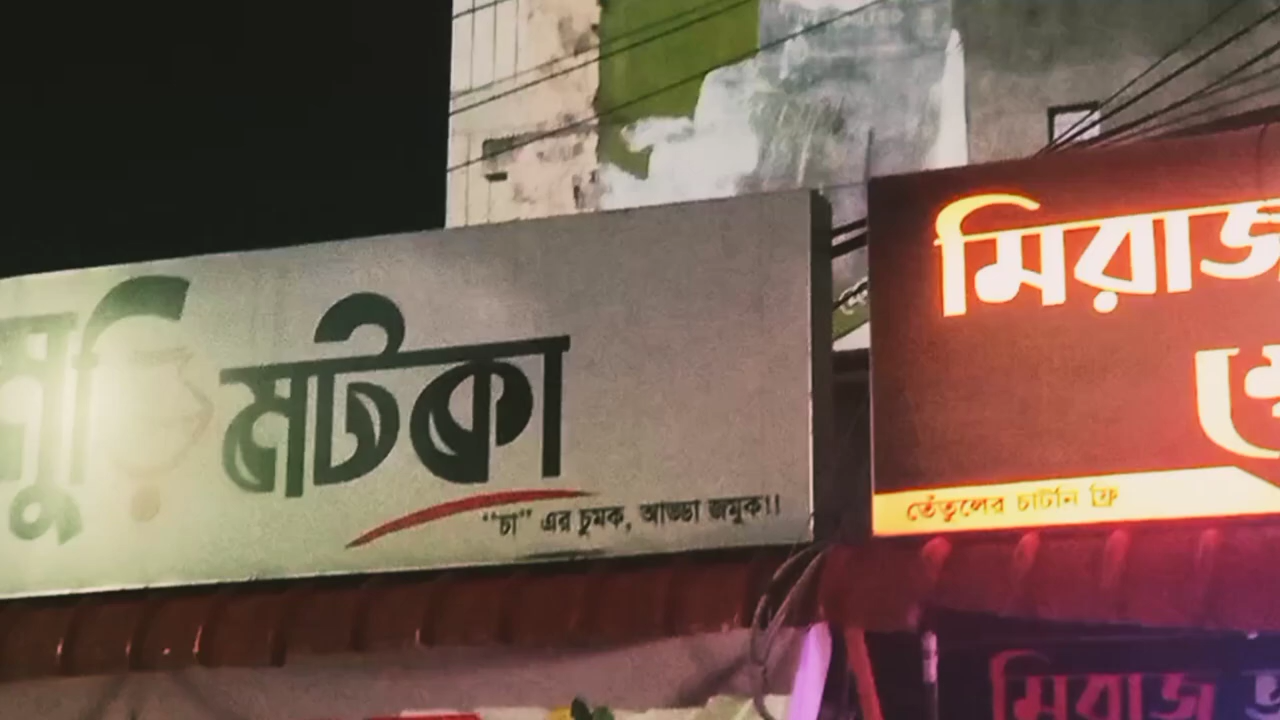 মুড়ি মটকা
"চা" এর চুমক, আড্ডা জমুক।।
মিরাজ
তেঁতুলের চাটনি ফ্রি
মিরাজ